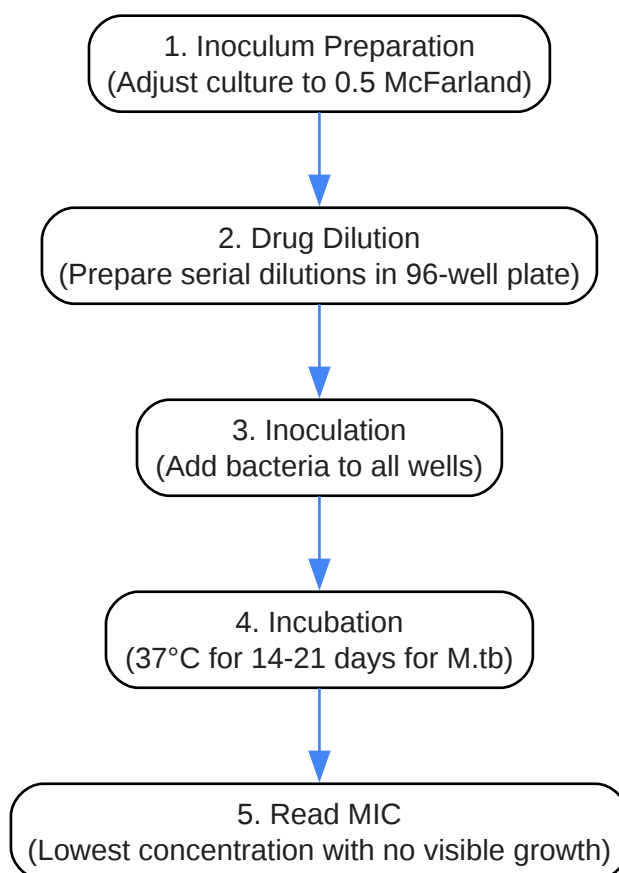 1. Inoculum Preparation
(Adjust culture to 0.5 McFarland)
2. Drug Dilution
(Prepare serial dilutions in 96-well plate)
3. Inoculation
(Add bacteria to all wells)
4. Incubation
(37°C for 14-21 days for M.tb)
5. Read MIC
(Lowest concentration with no visible growth)